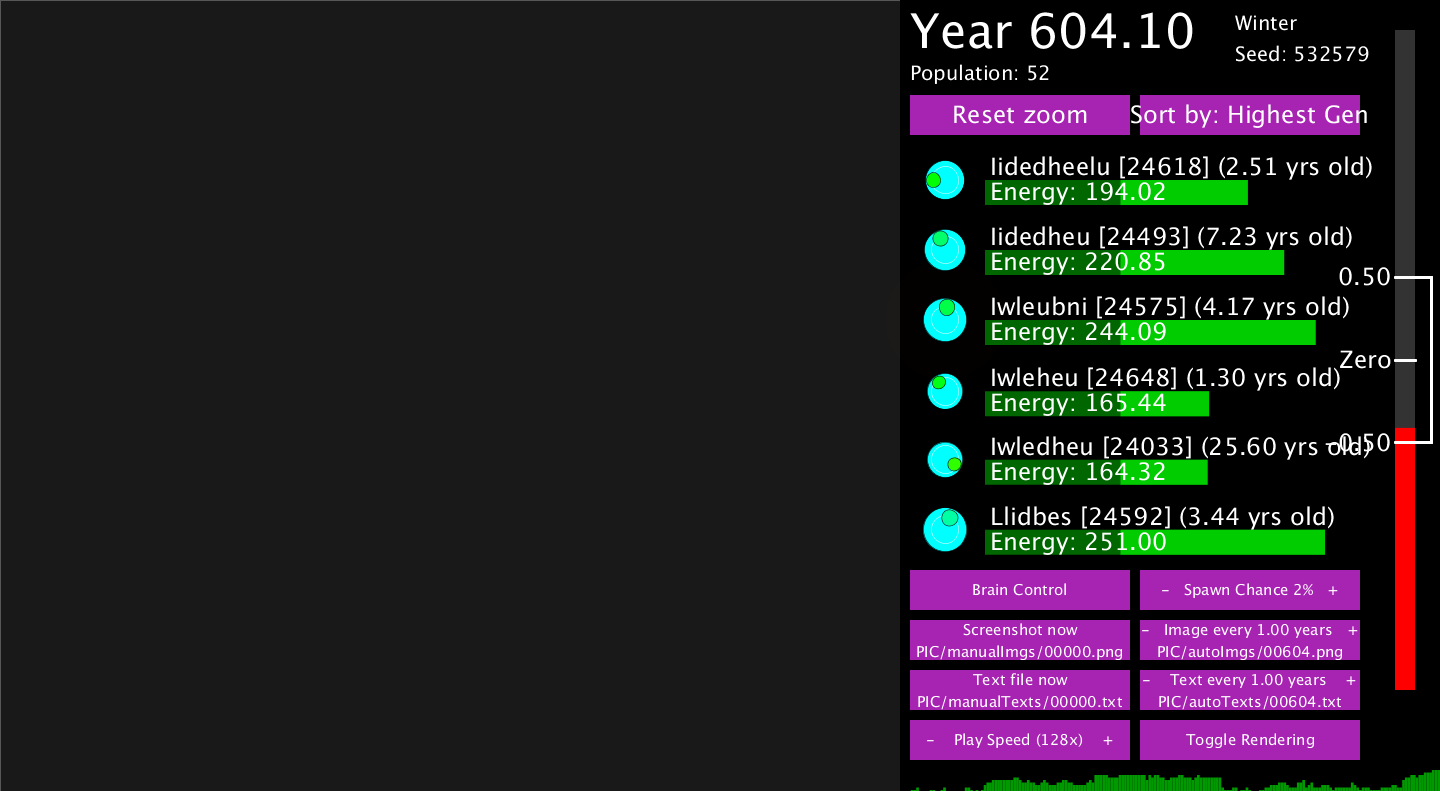 Year 604.10
Winter
Seed: 532579
Population: 52
Reset zoom
Sort by: Highest Gen
Iidedheelu [24618] (2.51 yrs old)
Energy: 194.02
Iidedheu [24493] (7.23 yrs old)
Energy: 220.85
0.50
Iwleubni [24575] (4.17 yrs old)
Energy: 244.09
Zero
Iwleheu [24648] (1.30 yrs old)
Energy: 165.44
Iwledheu [24033] (25.60 yrs old)
-0.50
Energy: 164.32
Llidbes [24592] (3.44 yrs old)
Energy: 251.00
Brain Control
- Spawn Chance 2% +
Screenshot now
PIC/manualImgs/00000.png
- Image every 1.00 years +
PIC/autoImgs/00604.png
Text file now
PIC/manualTexts/00000.txt
- Text every 1.00 years +
PIC/autoTexts/00604.txt
- Play Speed (128x) +
Toggle Rendering